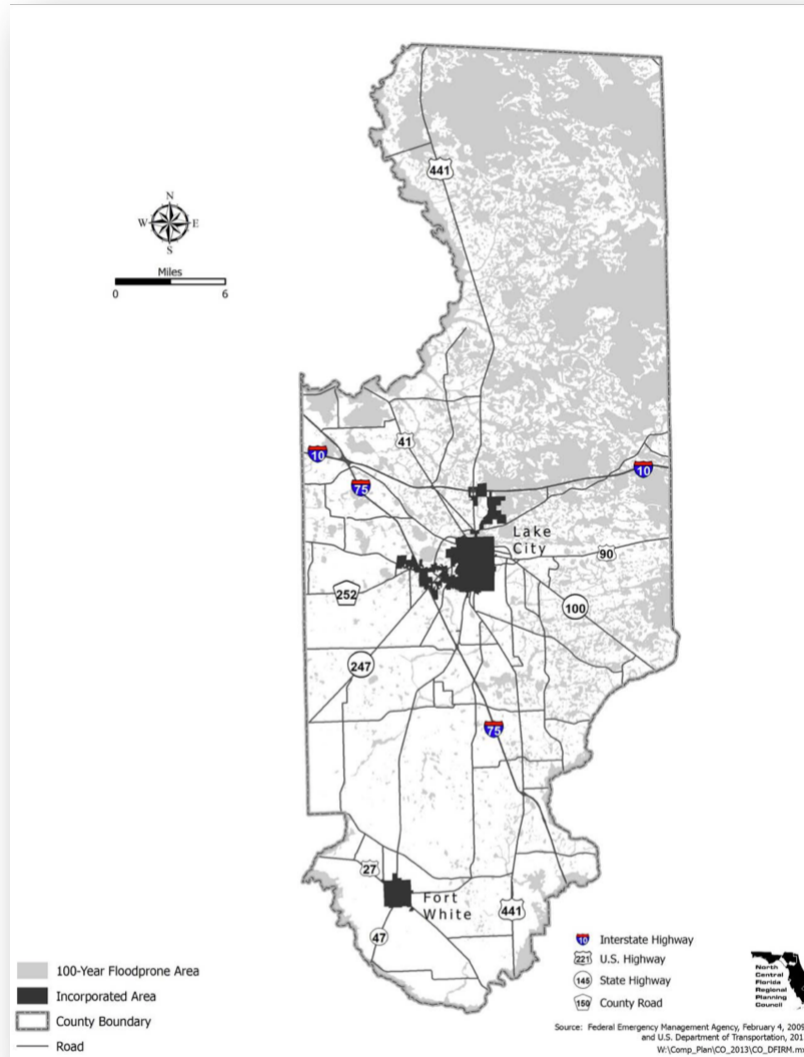 441
N
W
E
S
Miles
0
6
41
10
75
10
Lake
City
90
252
100
247
75
27
Fort
White
441
47
100-Year Floodprone Area
Incorporated Area
County Boundary
Road
10
Interstate Highway
221
U.S. Highway
145
State Highway
150
County Road
North
Central
Florida
Regional
Planning
Council
Source: Federal Emergency Management Agency, February 4, 2009
and U.S. Department of Transportation, 201
W:\Comp_Plan\CO_2013\CO_DFIRM.m